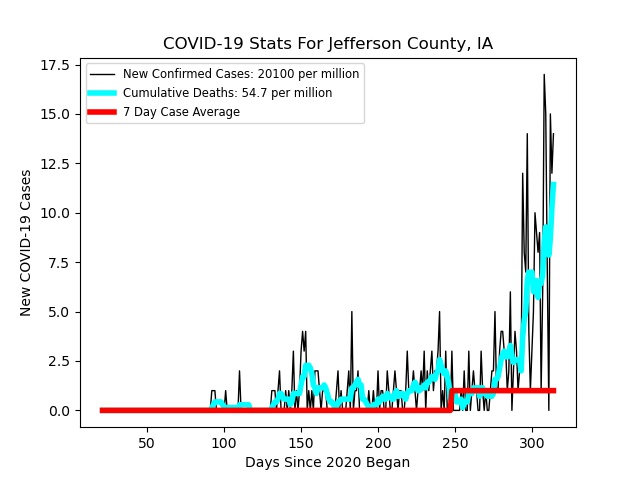 COVID-19 Stats For Jefferson County, IA
New Confirmed Cases: 20100 per million
Cumulative Deaths: 54.7 per million
7 Day Case Average
New COVID-19 Cases
17.5
15.0
12.5
10.0
7.5
5.0
2.5
0.0
50 100 150 200 250 300
Days Since 2020 Began